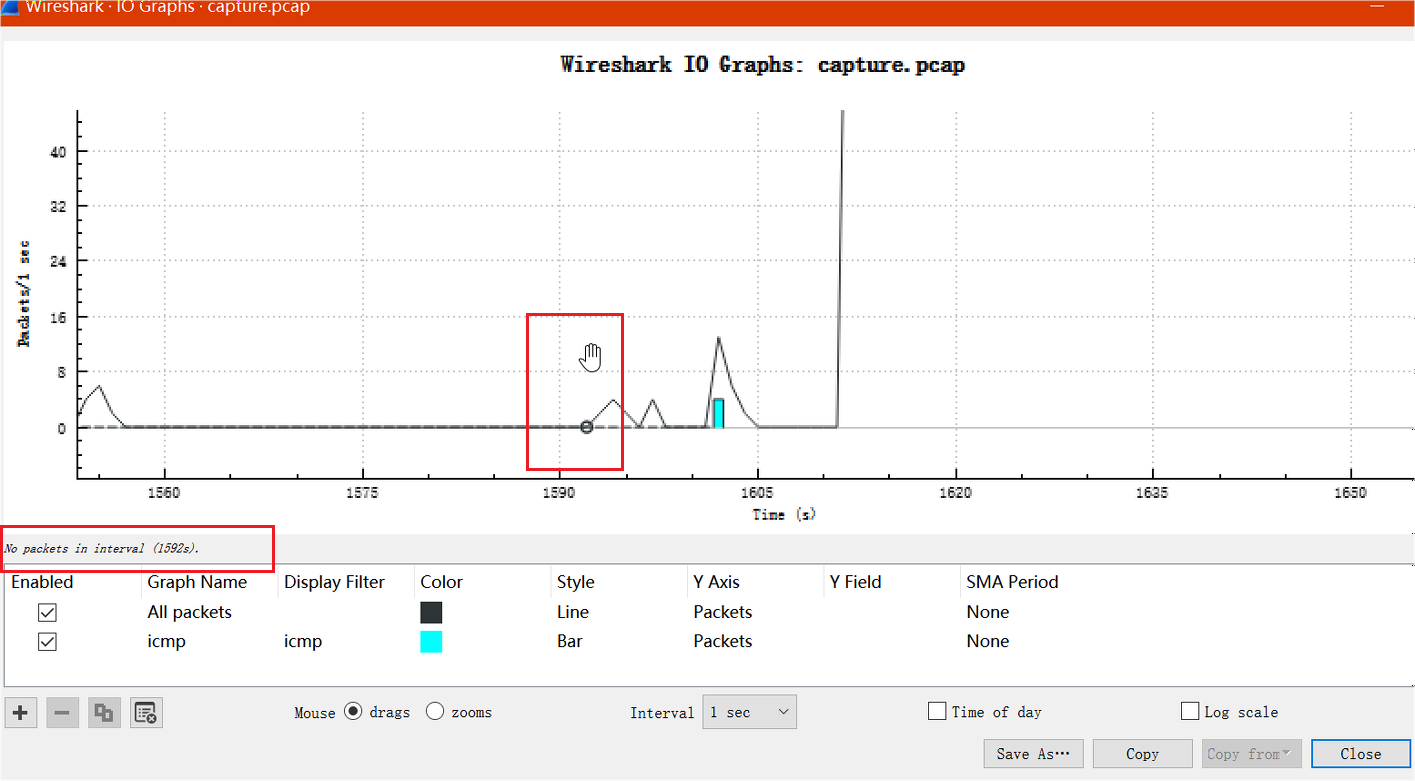 Wireshark · IO Graphs · capture.pcap
Wireshark IO Graphs: capture.pcap
Packets/1 sec
40
32
24
16
8
0
1560 1575 1590 1605 1620 1635 1650
Time (s)
No packets in interval (1592s).
Enabled Graph Name Display Filter Color Style Y Axis Y Field SMA Period
All packets Line Packets None
icmp icmp Bar Packets None
Mouse drags zooms Interval 1 sec Time of day Log scale
Save As… Copy Copy from Close